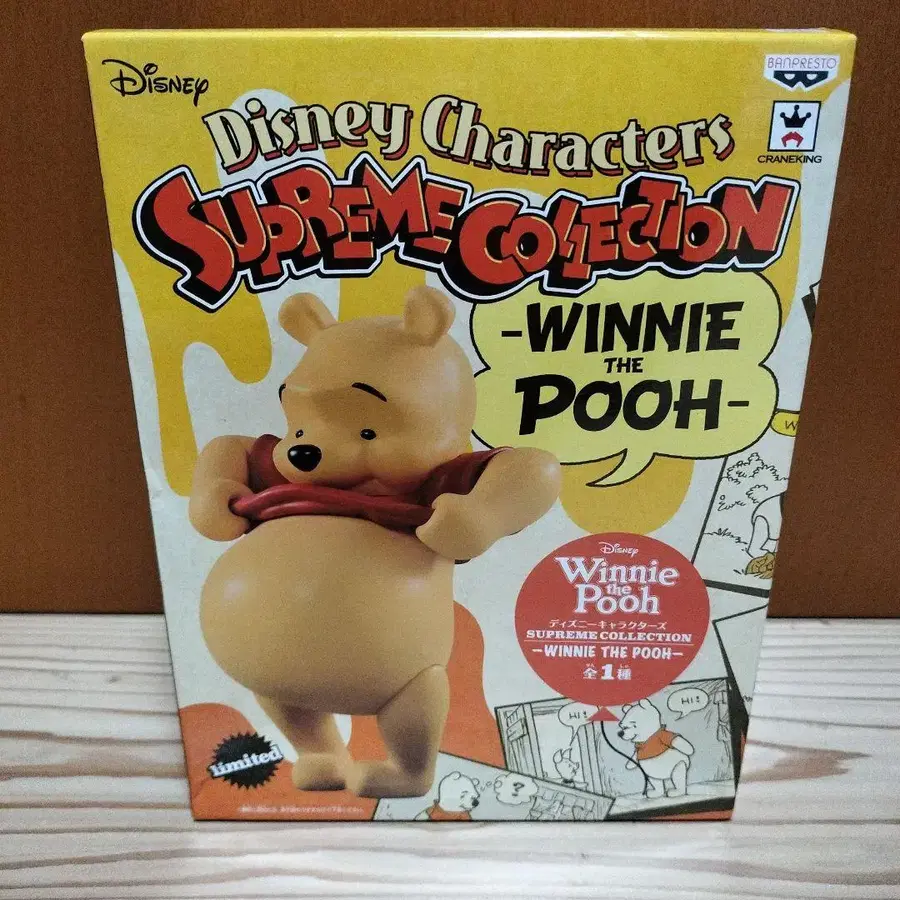 Disney
BANPRESTO
CRANEKING
Disney Characters
SUPREME COLLECTION
-WINNIE
THE
POOH-
Disney
Winnie
the
Pooh
ディズニーキャラクターズ
SUPREME COLLECTION
-WINNIE THE POOH-
全1種
HI!
HI!
limited
?